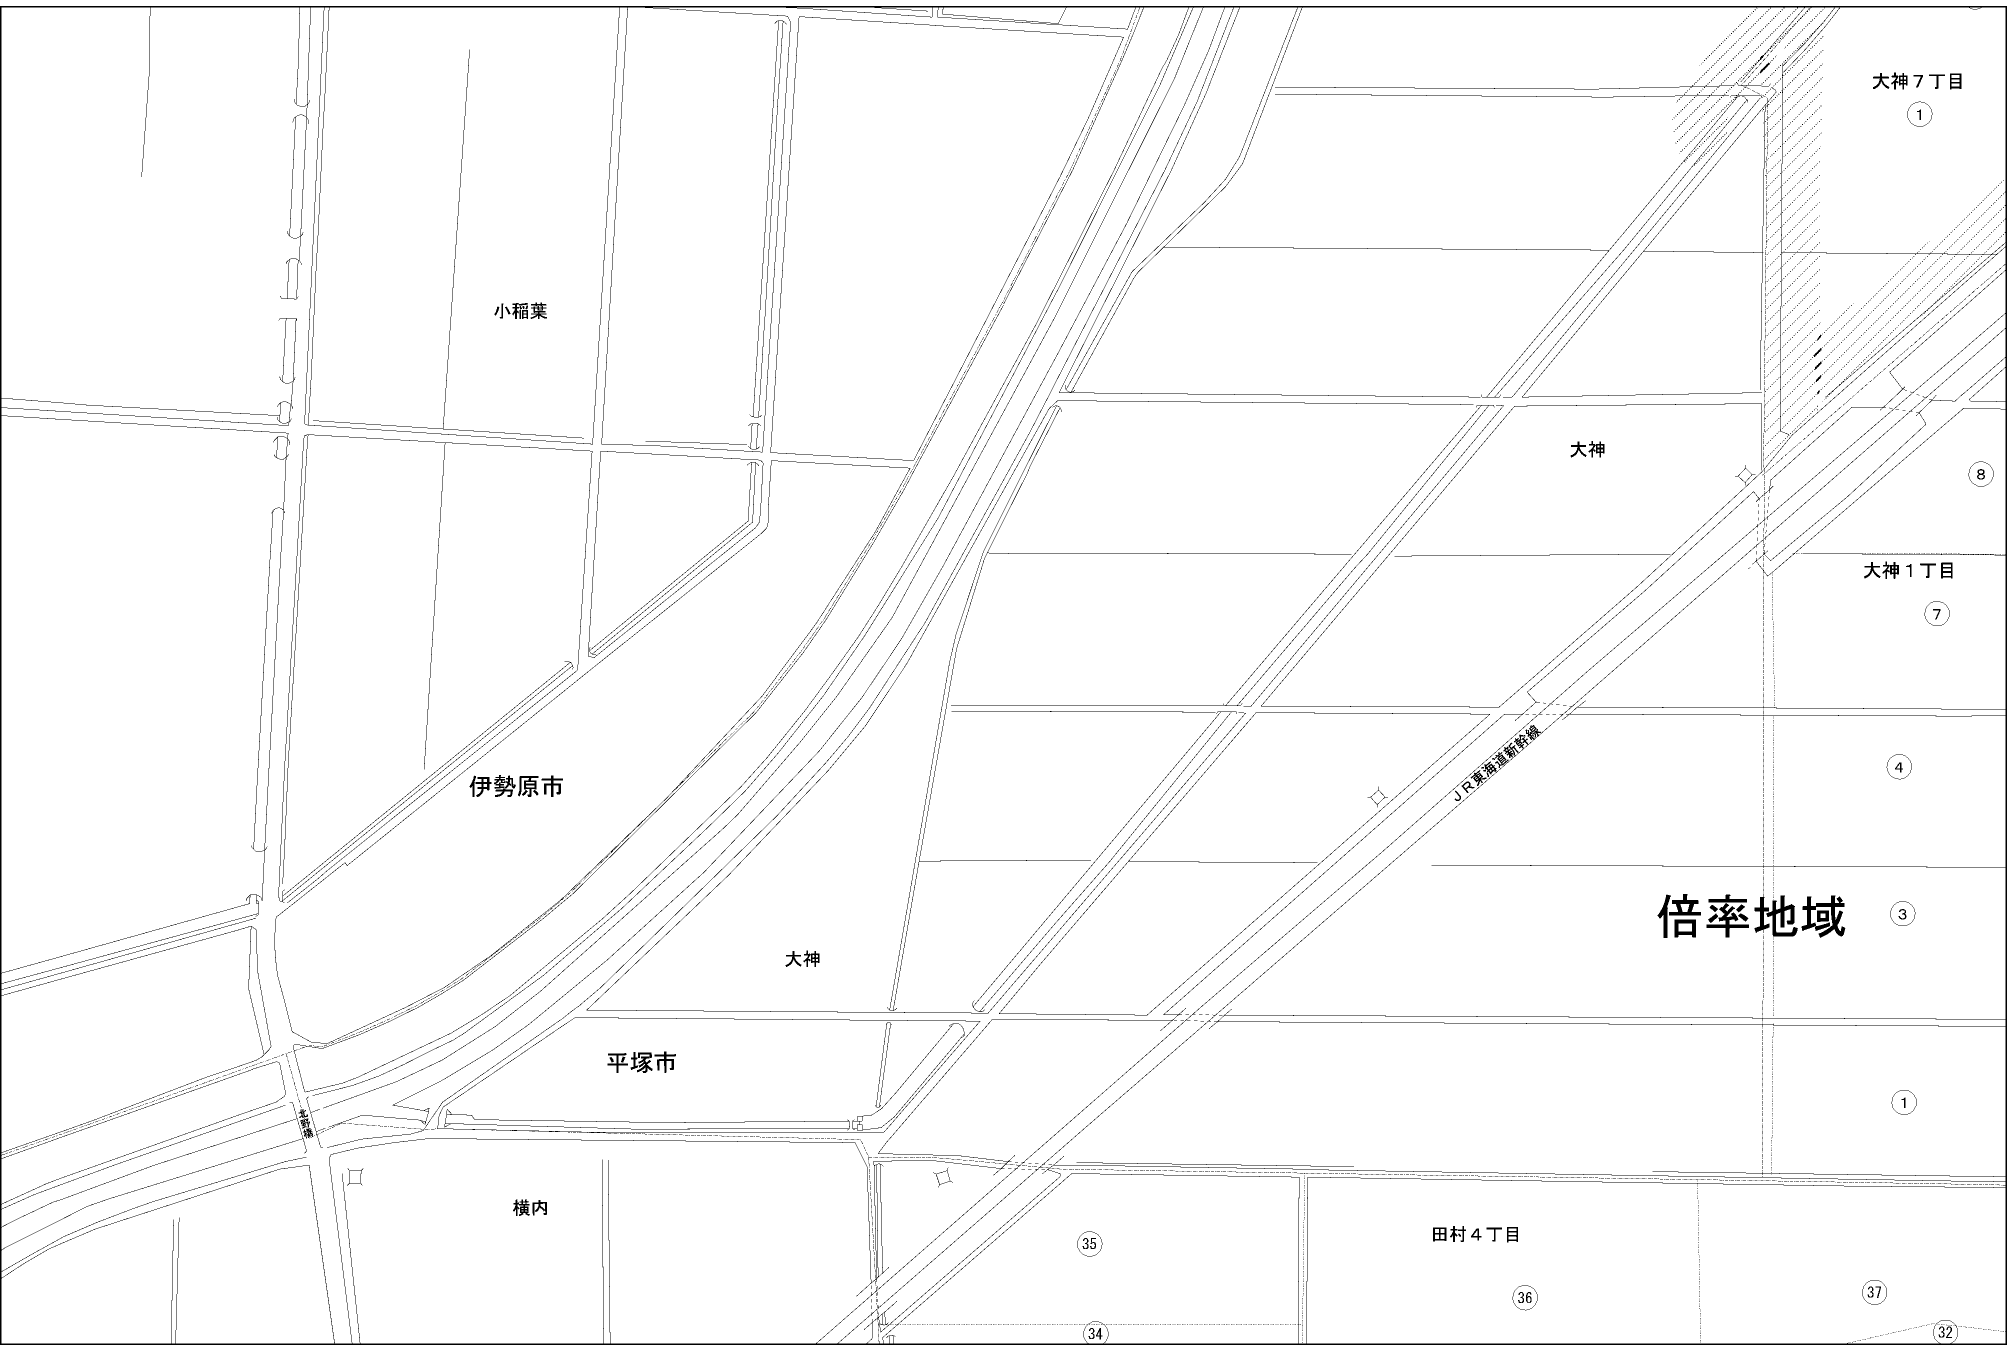 大神７丁目
1
小稲葉
大神
8
大神１丁目
7
ＪＲ東海道新幹線
4
伊勢原市
倍率地域
3
大神
平塚市
1
北野橋
横内
田村４丁目
35
36
37
34
32